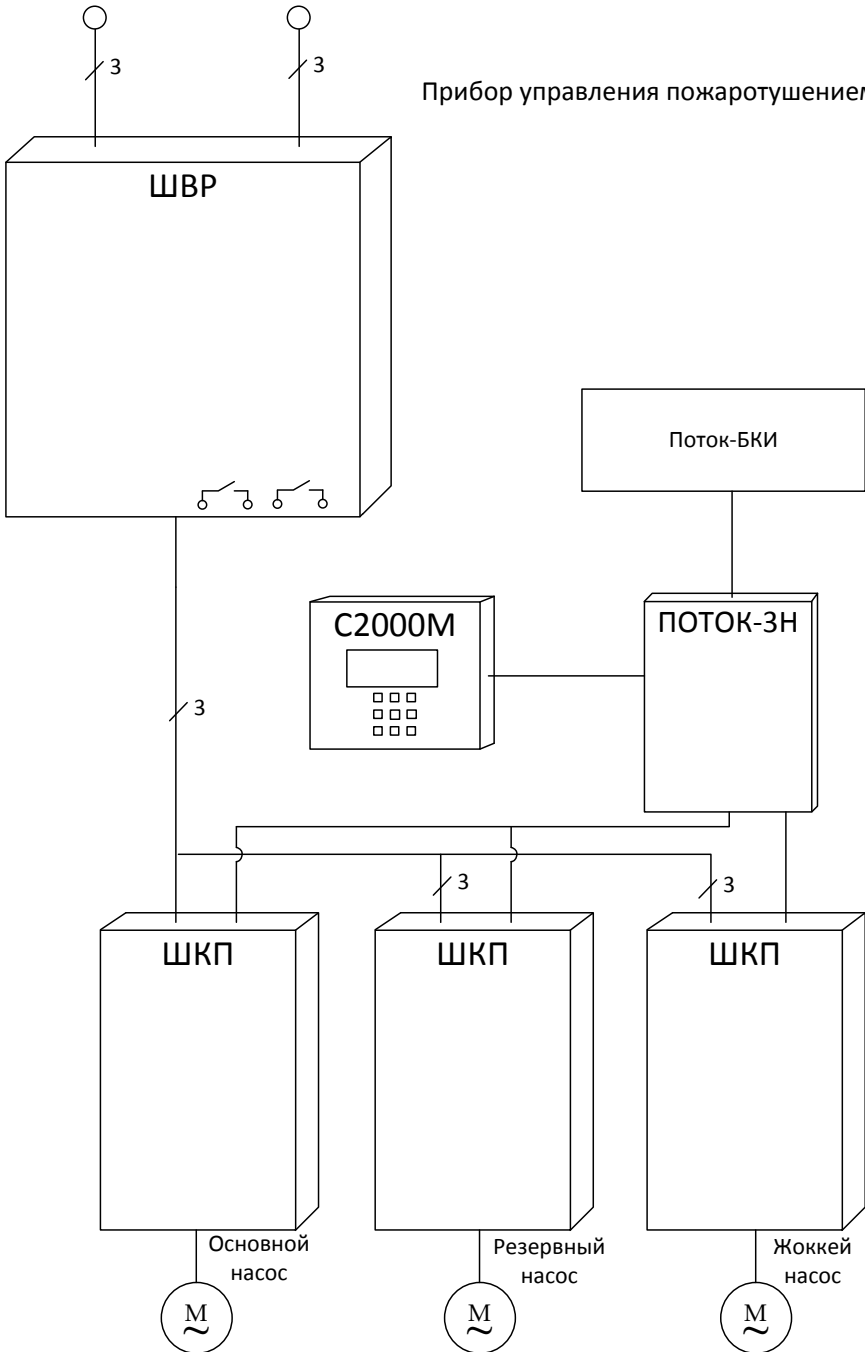 3
3
Прибор управления пожаротушением
ШВР
Поток-БКИ
С2000М
ПОТОК-3Н
3
3
3
ШКП
ШКП
ШКП
Основной
насос
Резервный
насос
Жоккей
насос
M
~
M
~
M
~